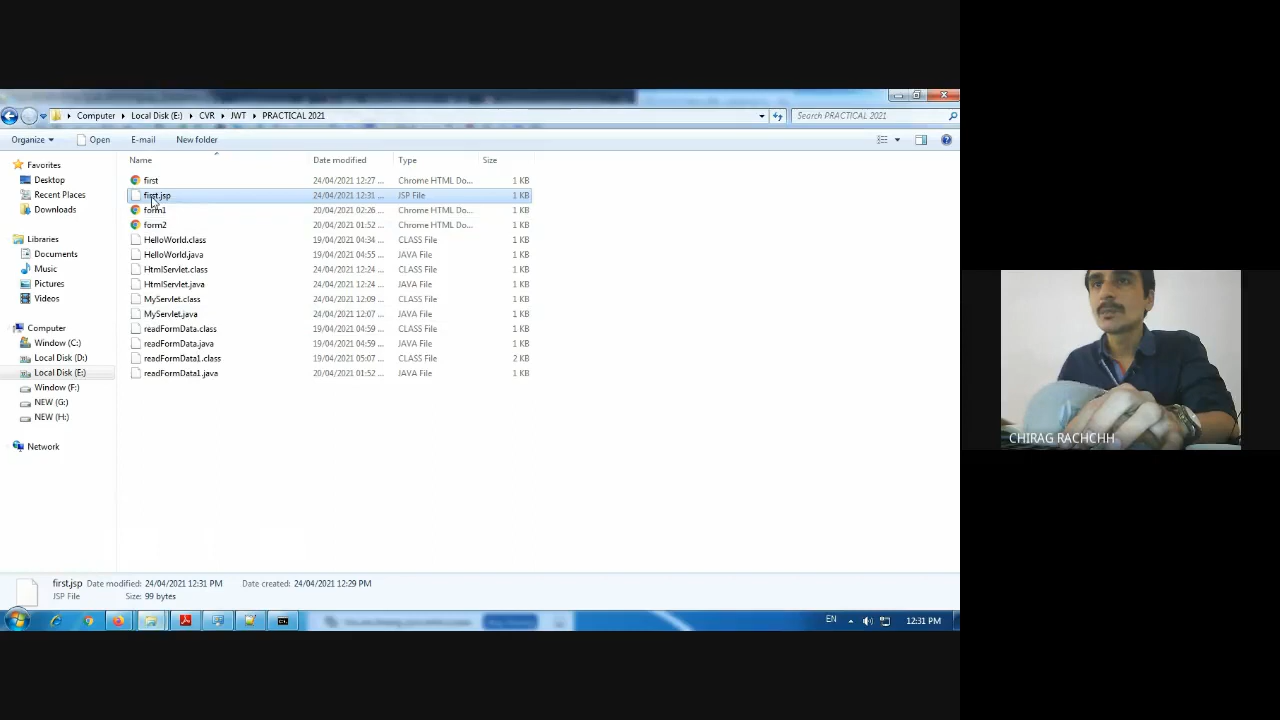 Computer Local Disk (E:) CVR JWT PRACTICAL 2021 Search PRACTICAL 2021
Organize Open E-mail New folder
Favorites
Desktop
Recent Places
Downloads
Libraries
Documents
Music
Pictures
Videos
Computer
Window (C:)
Local Disk (D:)
Local Disk (E:)
Window (F:)
NEW (G:)
NEW (H:)
Network
Name Date modified Type Size
first 24/04/2021 12:27 ... Chrome HTML Do... 1 KB
first.jsp 24/04/2021 12:31 ... JSP File 1 KB
form1 20/04/2021 02:26 ... Chrome HTML Do... 1 KB
form2 20/04/2021 01:52 ... Chrome HTML Do... 1 KB
HelloWorld.class 19/04/2021 04:34 ... CLASS File 1 KB
HelloWorld.java 19/04/2021 04:55 ... JAVA File 1 KB
HtmlServlet.class 24/04/2021 12:24 ... CLASS File 1 KB
HtmlServlet.java 24/04/2021 12:24 ... JAVA File 1 KB
MyServlet.class 24/04/2021 12:09 ... CLASS File 1 KB
MyServlet.java 24/04/2021 12:07 ... JAVA File 1 KB
readFormData.class 19/04/2021 04:59 ... CLASS File 1 KB
readFormData.java 19/04/2021 04:59 ... JAVA File 1 KB
readFormData1.class 19/04/2021 05:07 ... CLASS File 2 KB
readFormData1.java 20/04/2021 01:52 ... JAVA File 1 KB
first.jsp Date modified: 24/04/2021 12:31 PM Date created: 24/04/2021 12:29 PM
JSP File Size: 99 bytes
EN 12:31 PM
CHIRAG RACHCHH